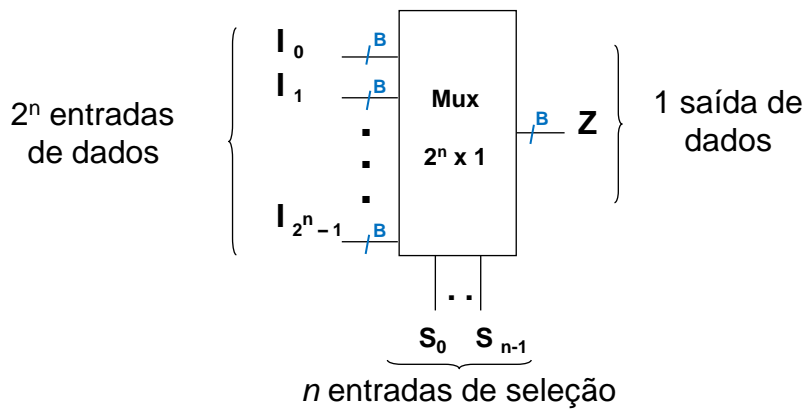 2ⁿ entradas de dados
I₀
B
I₁
B
I 2ⁿ – 1
B
Mux
2ⁿ x 1
B
Z
1 saída de dados
S₀
S n-1
n entradas de seleção